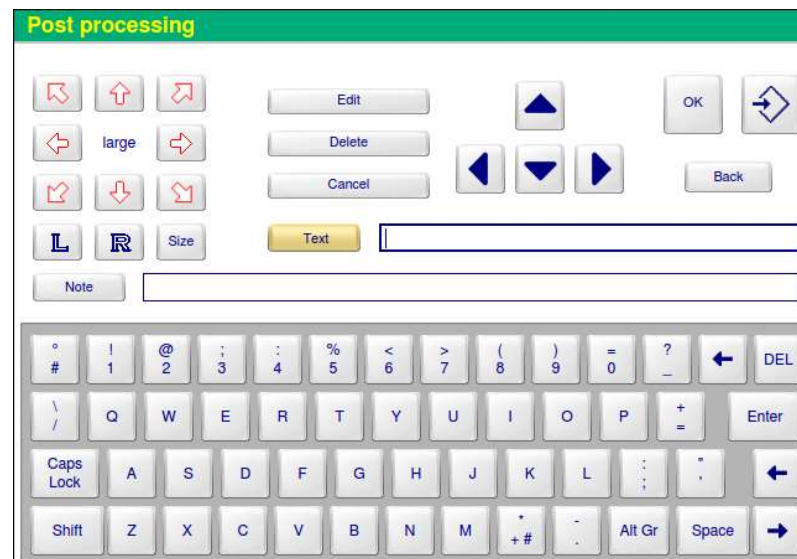 Post processing
Edit
OK
large
Delete
Cancel
Back
L R Size
Text
Note
° ! @ ; : % < > ( ) = ?
# 1 2 3 4 5 6 7 8 9 0 _ DEL
\ +
/ Q W E R T Y U I O P = Enter
Caps Lock A S D F G H J K L : ; " '
Shift Z X C V B N M * + # - . Alt Gr Space